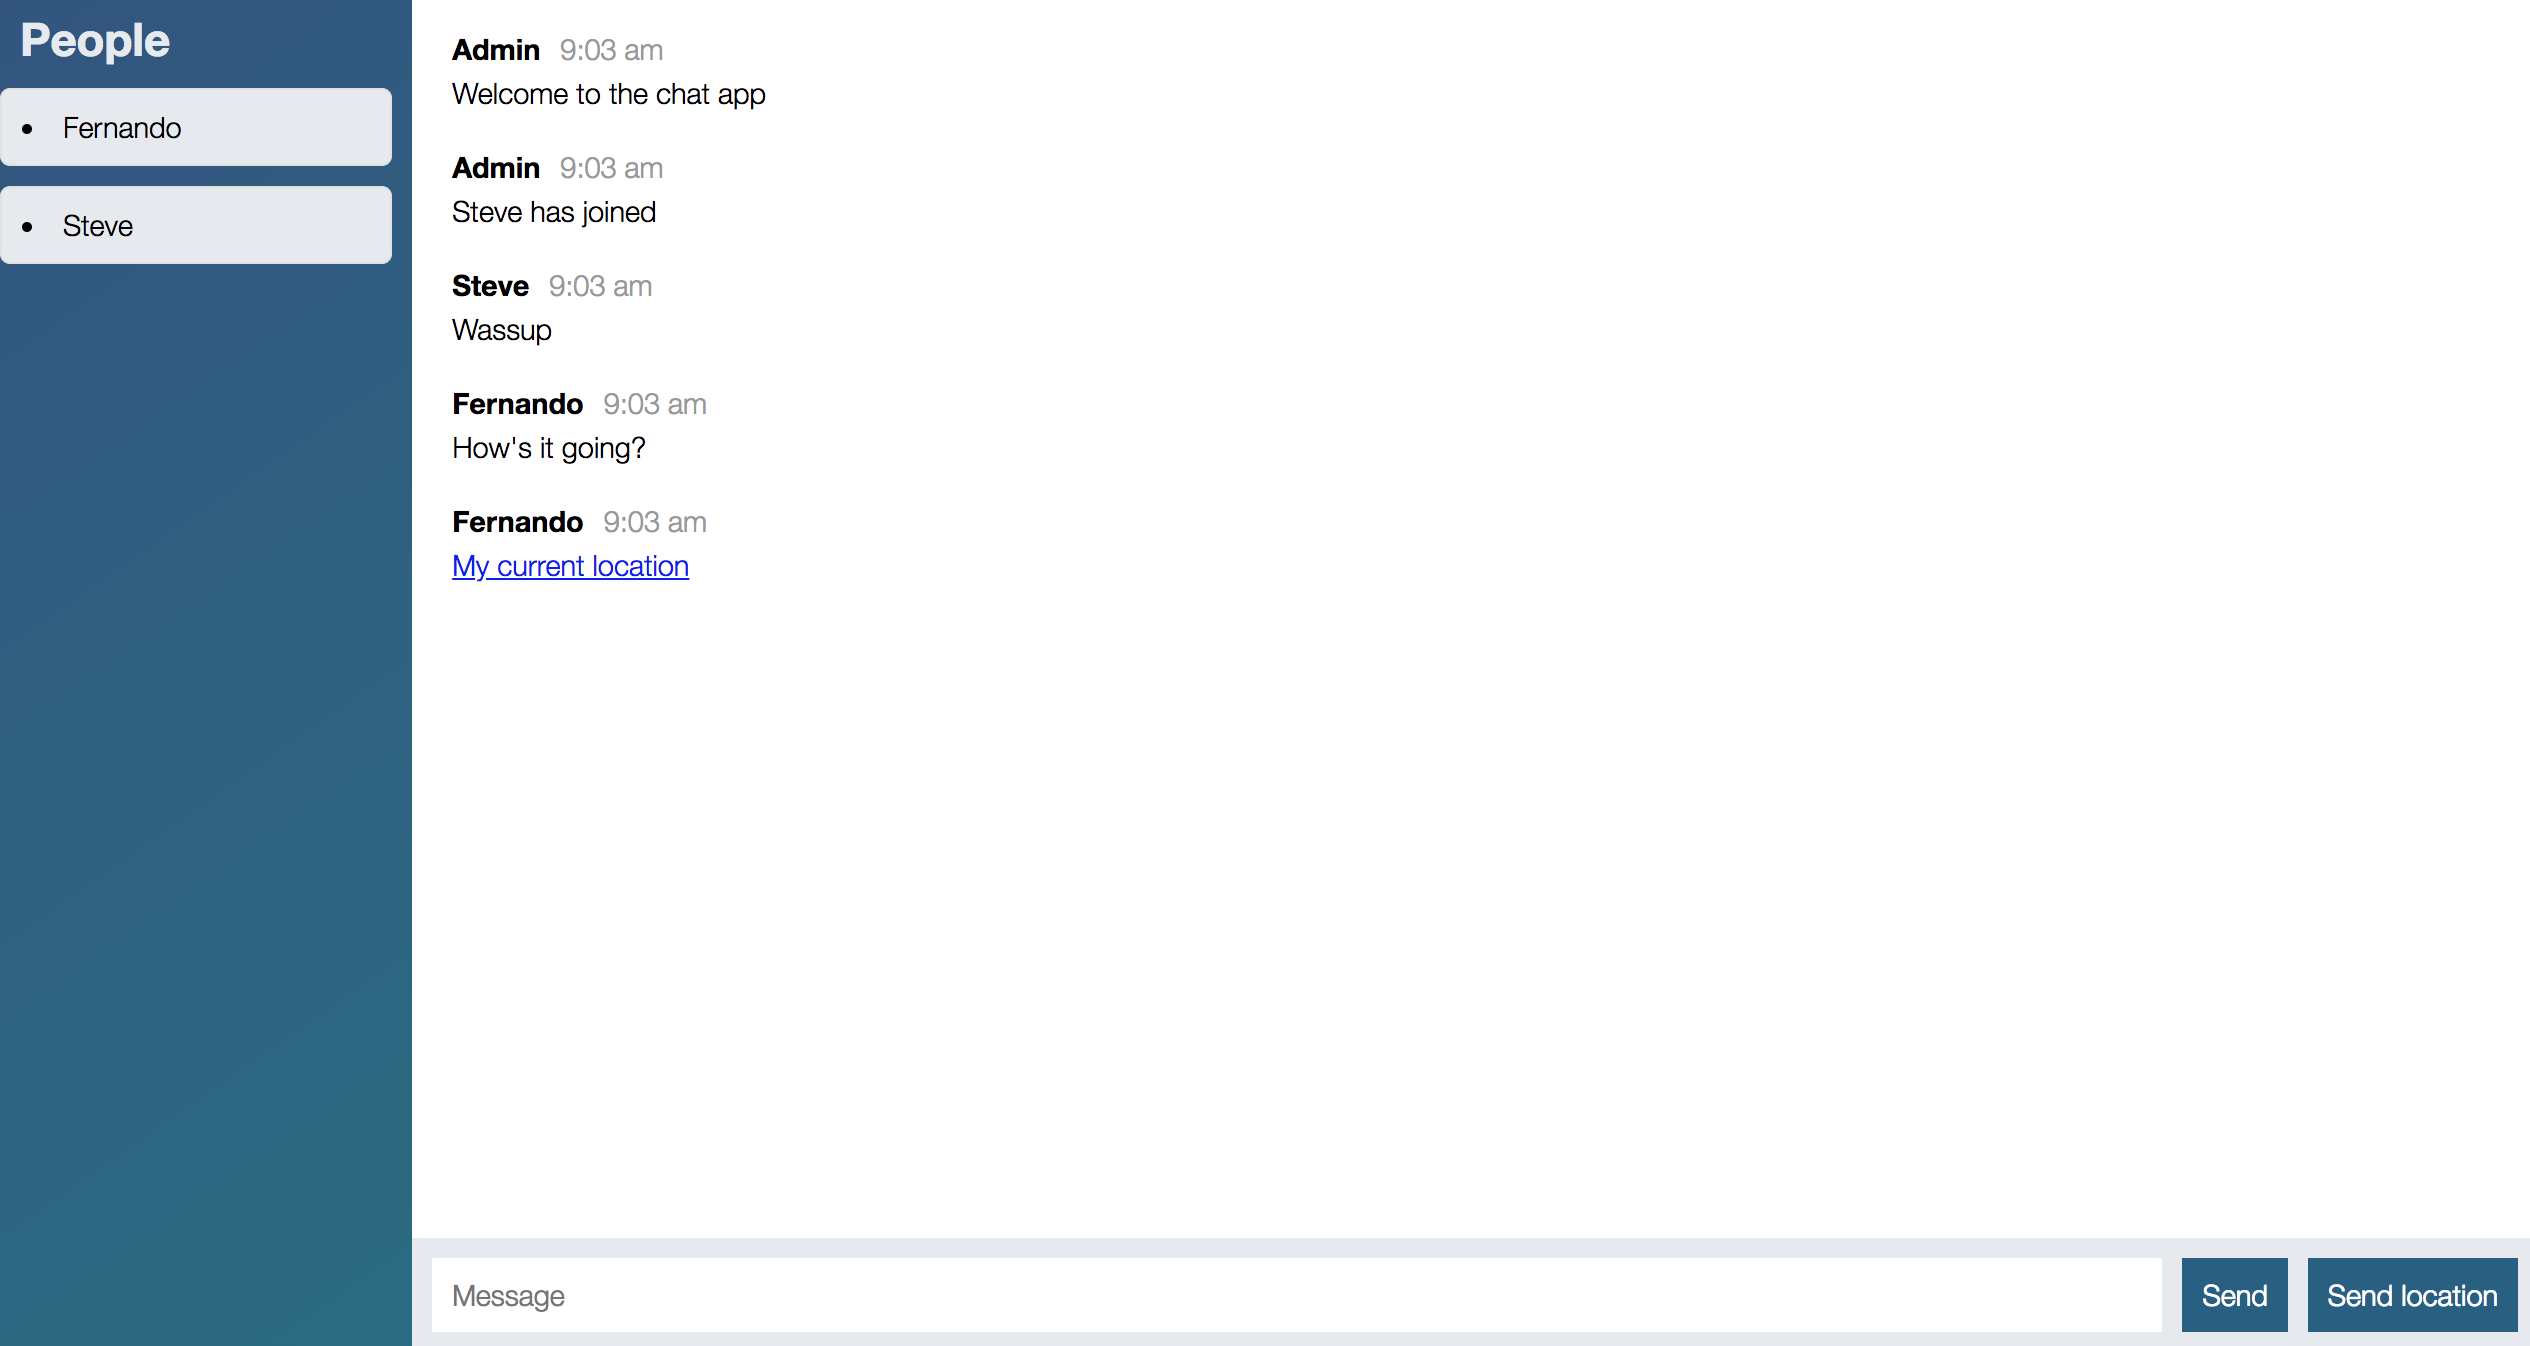 People
Fernando
Steve
Admin 9:03 am
Welcome to the chat app
Admin 9:03 am
Steve has joined
Steve 9:03 am
Wassup
Fernando 9:03 am
How's it going?
Fernando 9:03 am
My current location
Message
Send
Send location